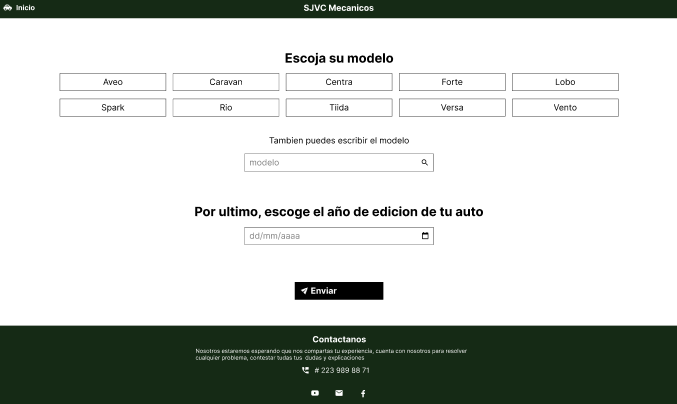 Inicio
SJVC Mecanicos
Escoja su modelo
Aveo
Caravan
Centra
Forte
Lobo
Spark
Rio
Tiida
Versa
Vento
Tambien puedes escribir el modelo
modelo
Por ultimo, escoge el año de edicion de tu auto
dd/mm/aaaa
Enviar
Contactanos
Nosotros estaremos esperando que nos compartas tu experiencia, cuenta con nosotros para resolver
cualquier problema, contestar tudas tus dudas y explicaciones
# 223 989 88 71